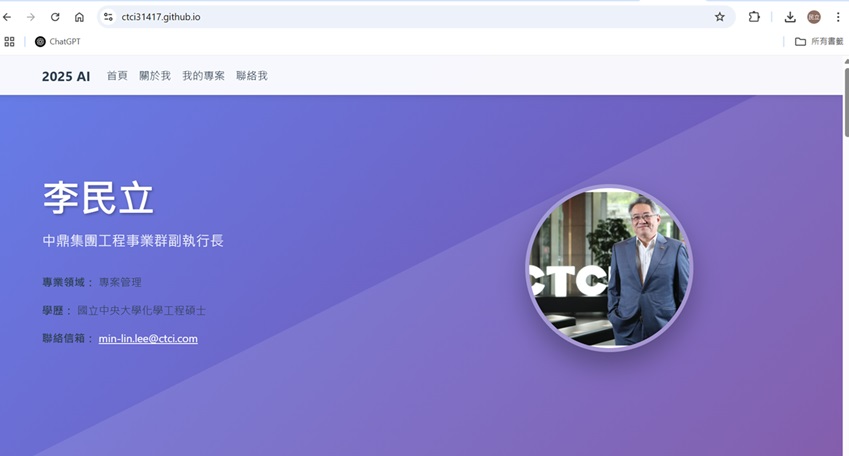 ctci31417.github.io
民立
ChatGPT
所有書籤
2025 AI 首頁 關於我 我的專案 聯絡我
李民立
中鼎集團工程事業群副執行長
專業領域： 專案管理
學歷： 國立中央大學化學工程碩士
聯絡信箱： min-lin.lee@ctci.com
CTCI